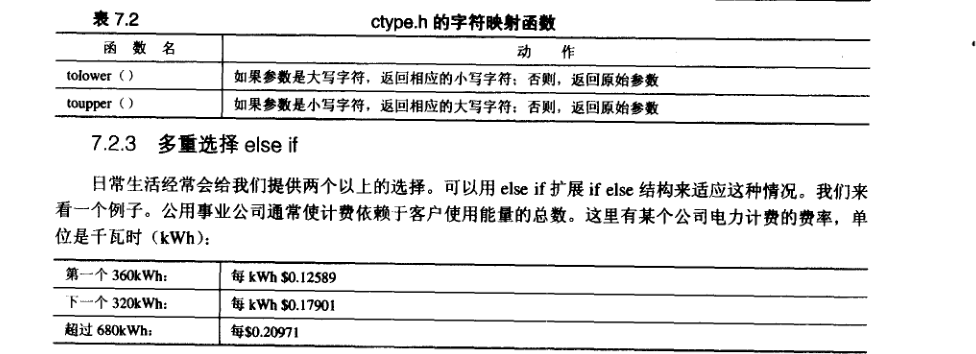 表 7.2 ctype.h 的字符映射函数
函 数 名 动 作
tolower () 如果参数是大写字符，返回相应的小写字符；否则，返回原始参数
toupper () 如果参数是小写字符，返回相应的大写字符；否则，返回原始参数
7.2.3 多重选择 else if
日常生活经常会给我们提供两个以上的选择。可以用 else if 扩展 if else 结构来适应这种情况。我们来
看一个例子。公用事业公司通常使计费依赖于客户使用能量的总数。这里有某个公司电力计费的费率，单
位是千瓦时（kWh）：
第一个 360kWh： 每 kWh $0.12589
下一个 320kWh： 每 kWh $0.17901
超过 680kWh： 每$0.20971